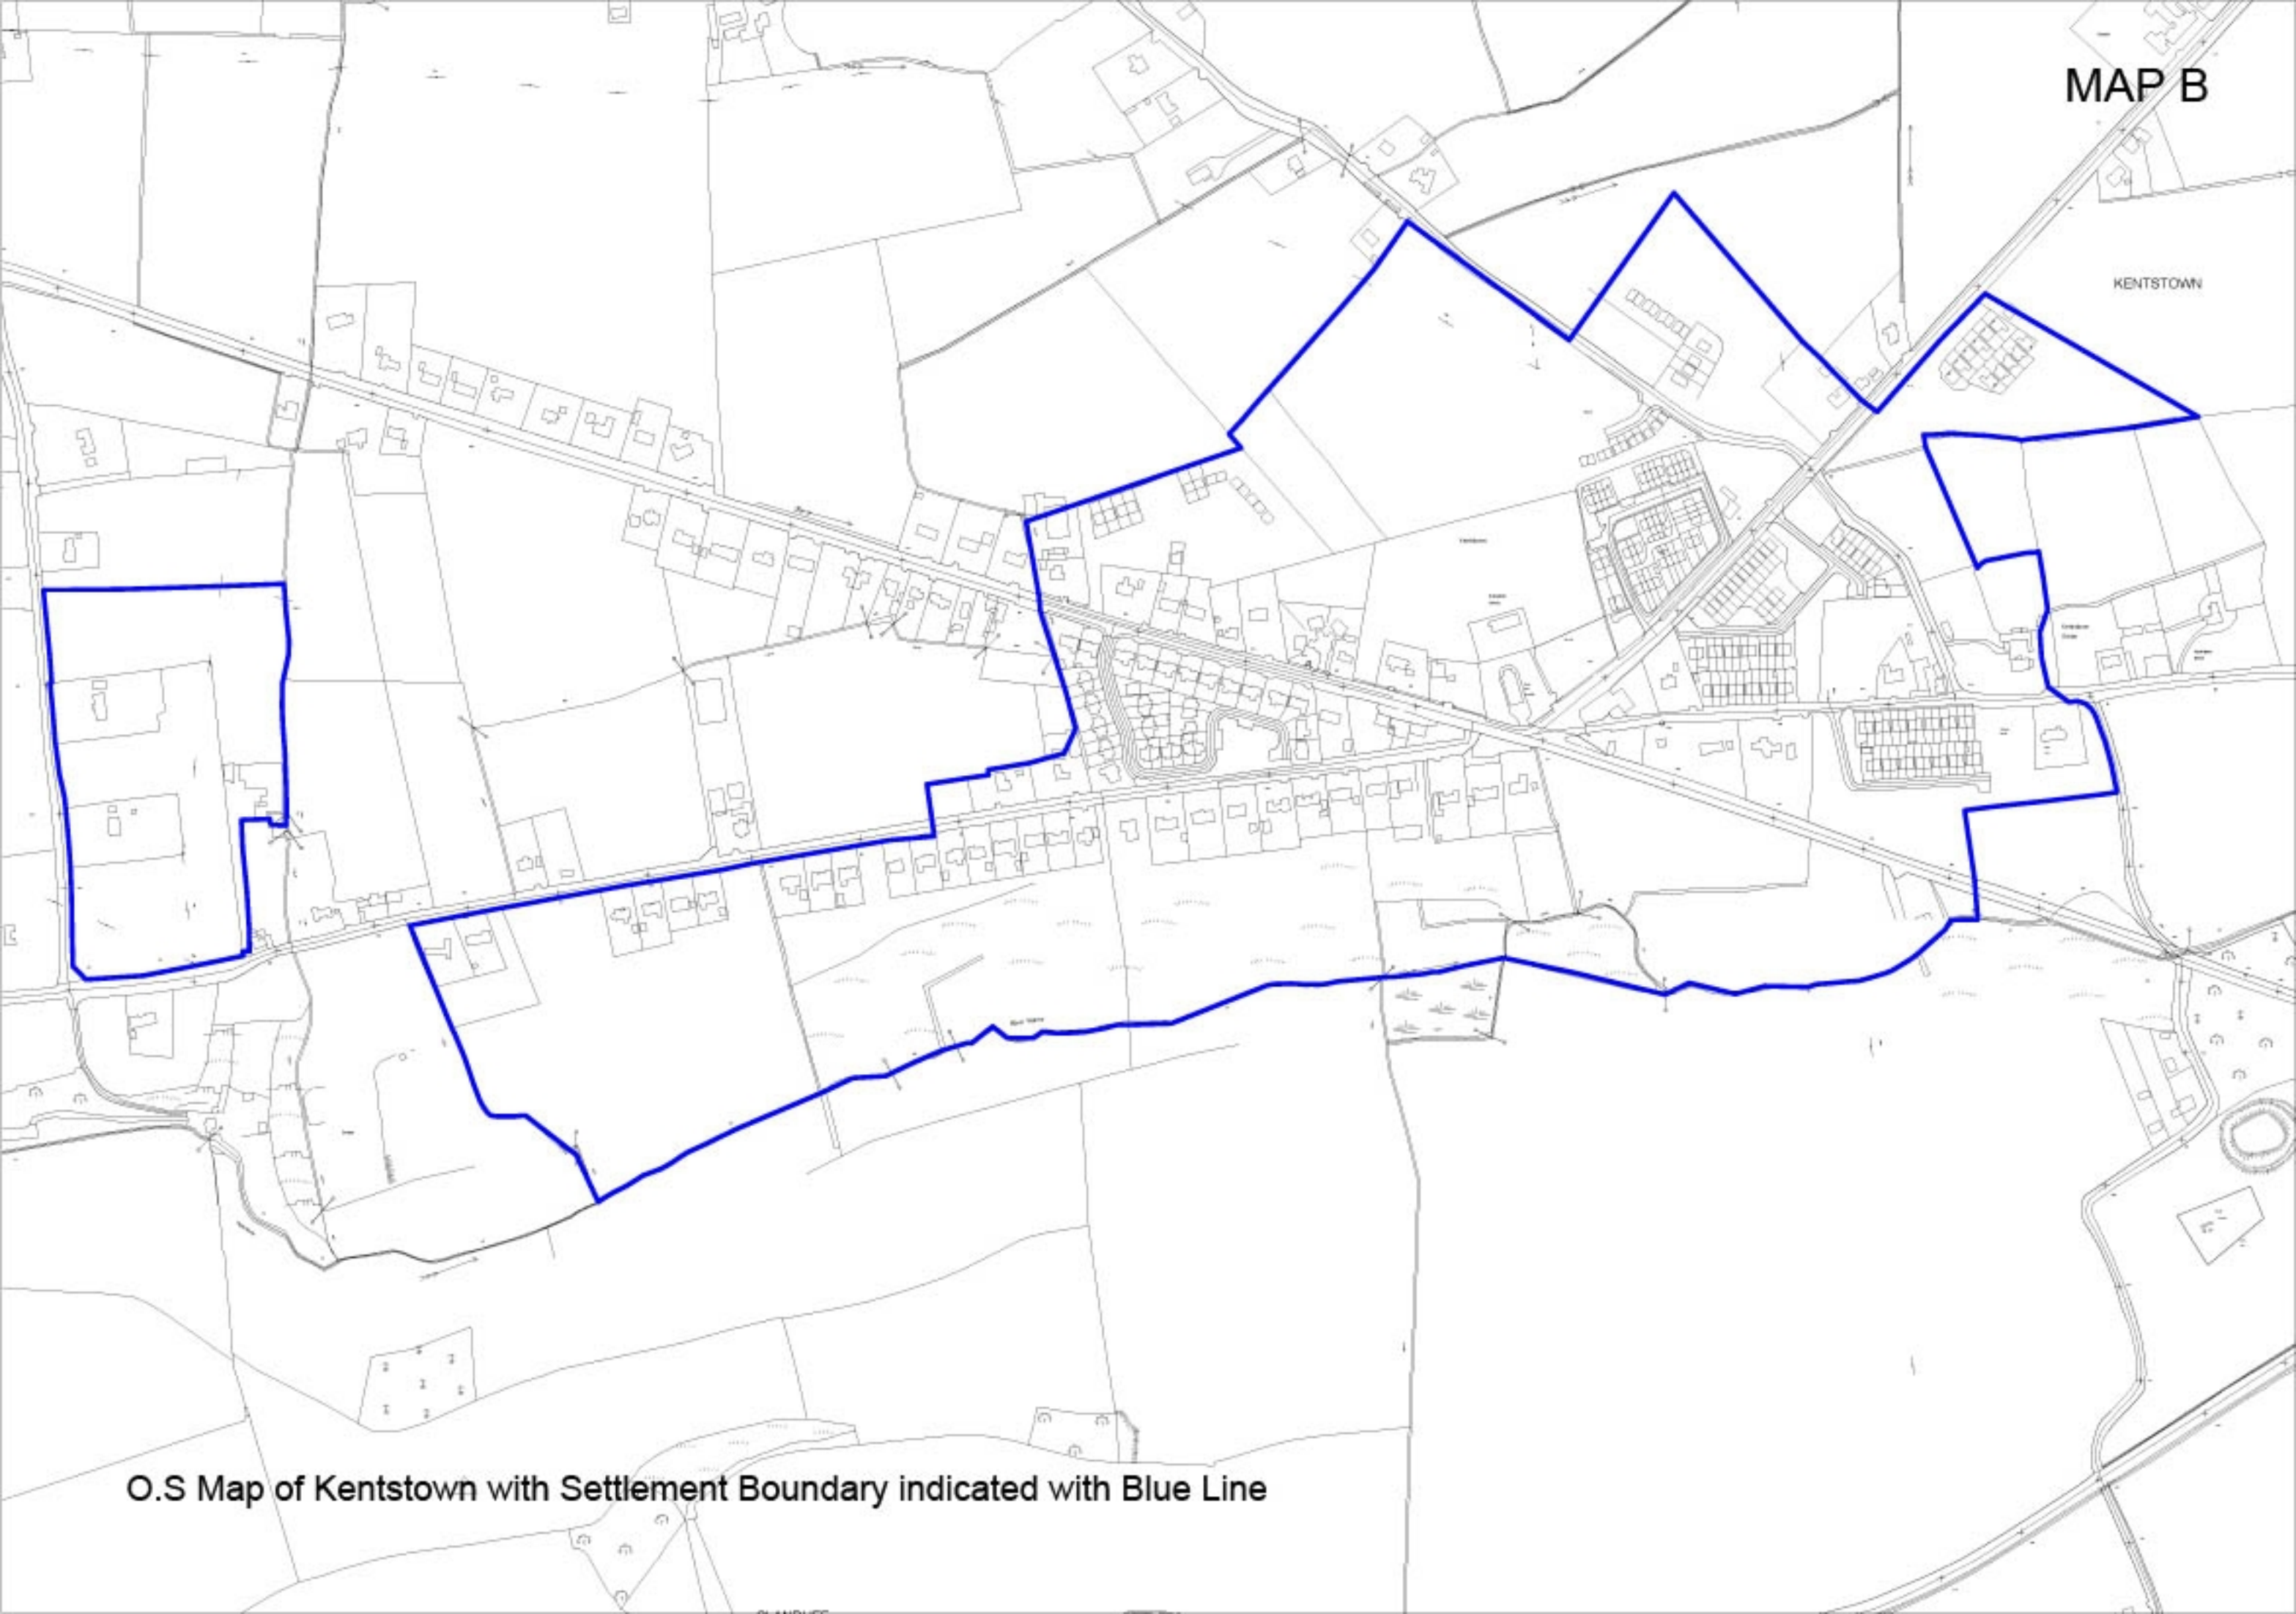 MAP B
KENTSTOWN
O.S Map of Kentstown with Settlement Boundary indicated with Blue Line